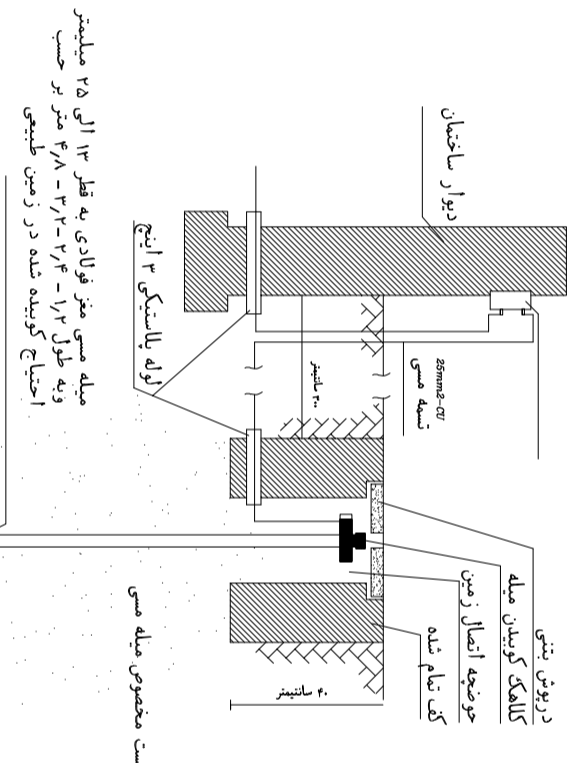 دیوار ساختمان
25mm2-CU
تسمه مسی
۳۰۰ سانتیمتر
درپوش بتنی
کلاهک کوبیدن میله
حوضچه اتصال زمین
کف تمام شده
۴۰ سانتیمتر
لوله پلاستیکی ۳ اینچ
میله مسی مغز فولادی به قطر ۱۳ الی ۲۵ میلیمتر
وبه طول ۱٫۲ - ۲٫۴ - ۳٫۲ - ۴٫۸ متر بر حسب
احتیاج کوبیده شده در زمین طبیعی
ست مخصوص میله مسی